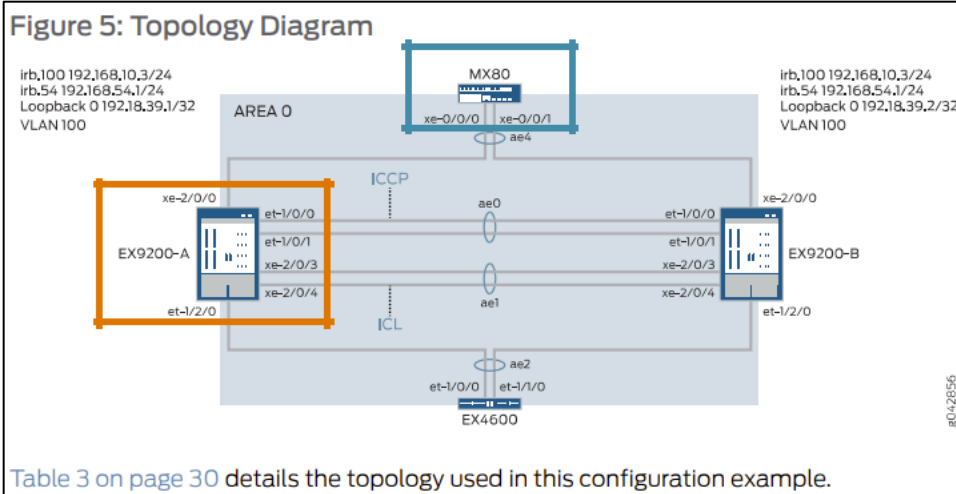 Figure 5: Topology Diagram
irb.100 192.168.10.3/24
irb.54 192.168.54.1/24
Loopback 0 192.18.39.1/32
VLAN 100
MX80
irb.100 192.168.10.3/24
irb.54 192.168.54.1/24
Loopback 0 192.18.39.2/32
VLAN 100
AREA 0
xe-0/0/0 xe-0/0/1
ae4
ICCP
xe-2/0/0
ae0
xe-2/0/0
et-1/0/0
et-1/0/0
et-1/0/1
et-1/0/1
EX9200-A
EX9200-B
xe-2/0/3
xe-2/0/3
xe-2/0/4
xe-2/0/4
ae1
et-1/2/0
et-1/2/0
ICL
ae2
et-1/0/0 et-1/1/0
EX4600
g042856
Table 3 on page 30 details the topology used in this configuration example.